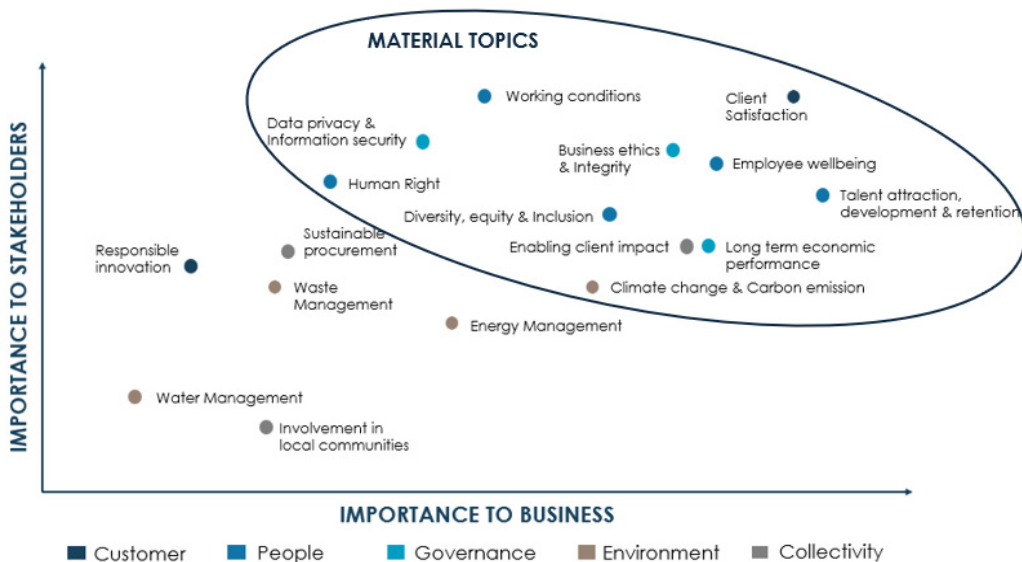 MATERIAL TOPICS
Working conditions
Client
Satisfaction
Data privacy &
Information security
Business ethics
& Integrity
Employee wellbeing
Human Right
Talent attraction,
development & retention
Diversity, equity & Inclusion
Sustainable
procurement
Enabling client impact
Long term economic
performance
Responsible
innovation
Waste
Management
Climate change & Carbon emission
Energy Management
Water Management
Involvement in
local communities
IMPORTANCE TO STAKEHOLDERS
IMPORTANCE TO BUSINESS
Customer
People
Governance
Environment
Collectivity